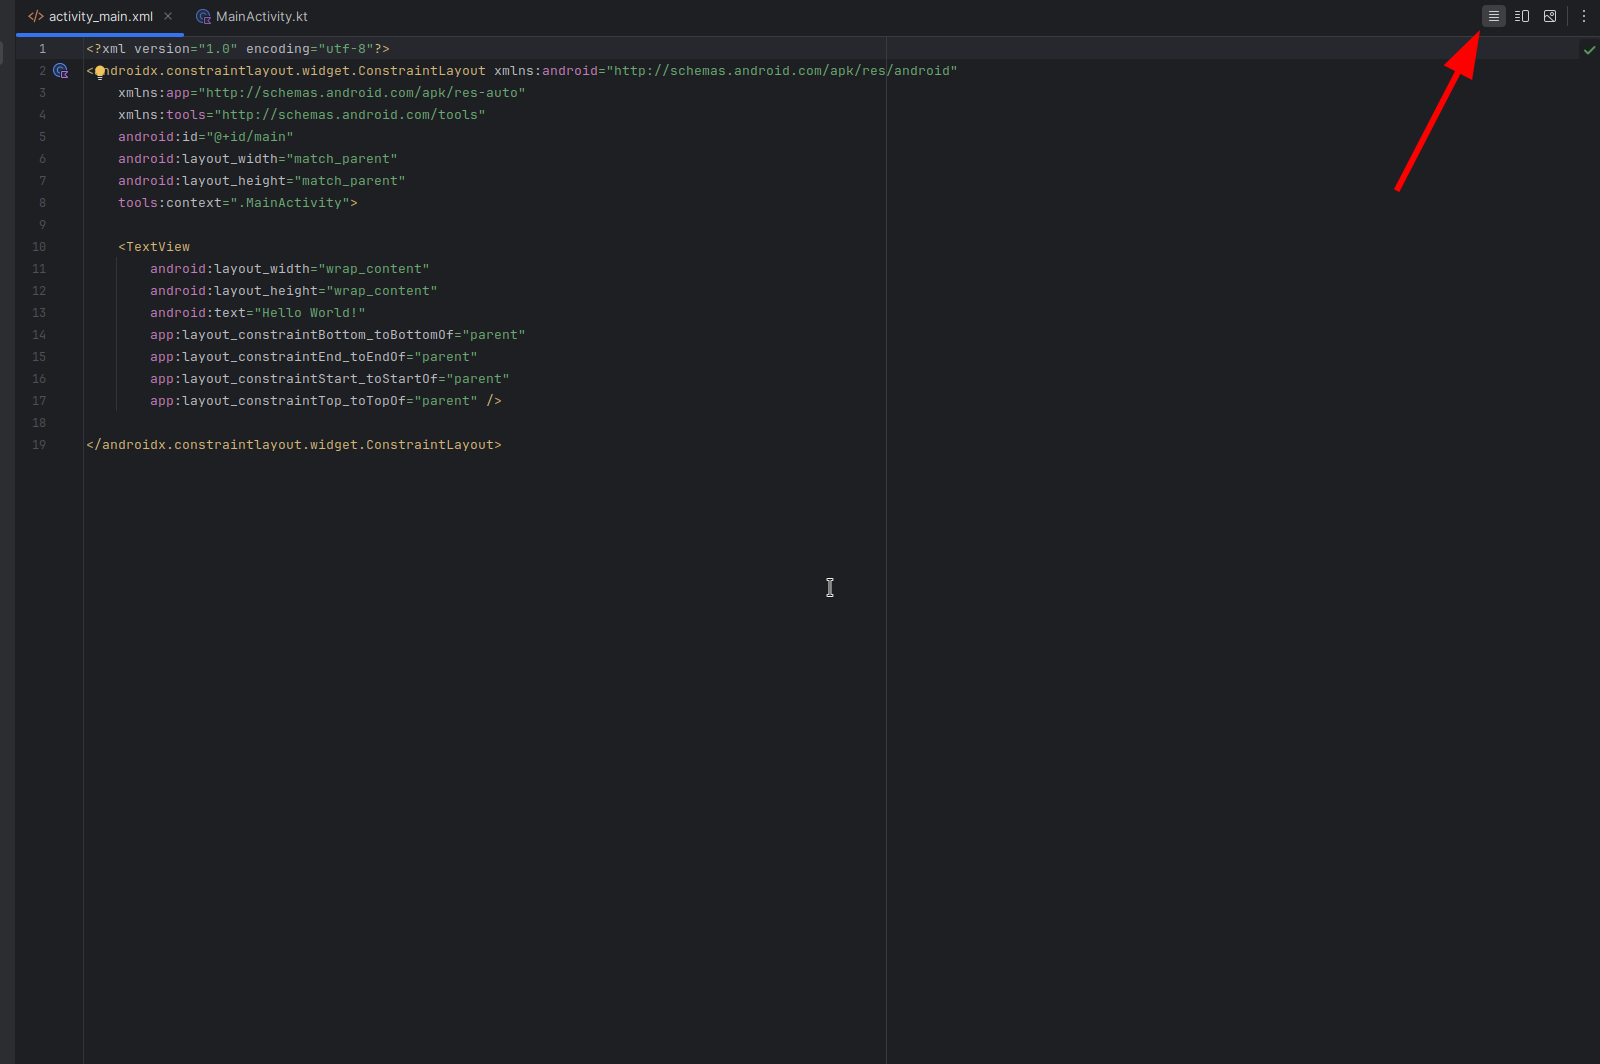 activity_main.xml
MainActivity.kt
1 <?xml version="1.0" encoding="utf-8"?>
2 <androidx.constraintlayout.widget.ConstraintLayout xmlns:android="http://schemas.android.com/apk/res/android"
3 xmlns:app="http://schemas.android.com/apk/res-auto"
4 xmlns:tools="http://schemas.android.com/tools"
5 android:id="@+id/main"
6 android:layout_width="match_parent"
7 android:layout_height="match_parent"
8 tools:context=".MainActivity">
9
10 <TextView
11 android:layout_width="wrap_content"
12 android:layout_height="wrap_content"
13 android:text="Hello World!"
14 app:layout_constraintBottom_toBottomOf="parent"
15 app:layout_constraintEnd_toEndOf="parent"
16 app:layout_constraintStart_toStartOf="parent"
17 app:layout_constraintTop_toTopOf="parent" />
18
19 </androidx.constraintlayout.widget.ConstraintLayout>